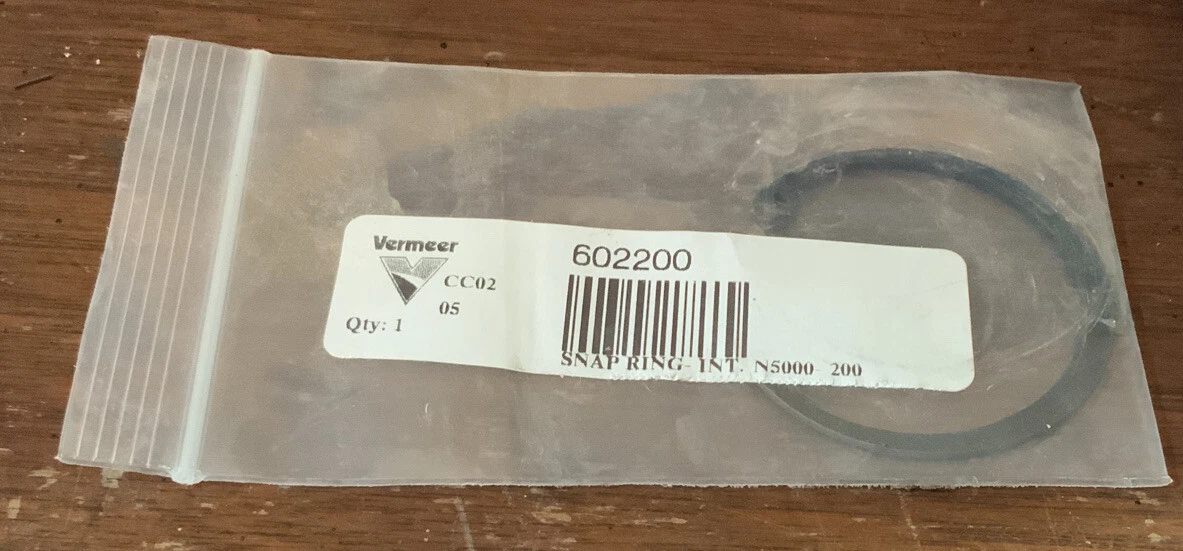 Vermeer
CC02
05
Qty: 1
602200
SNAP RING- INT. N5000- 200